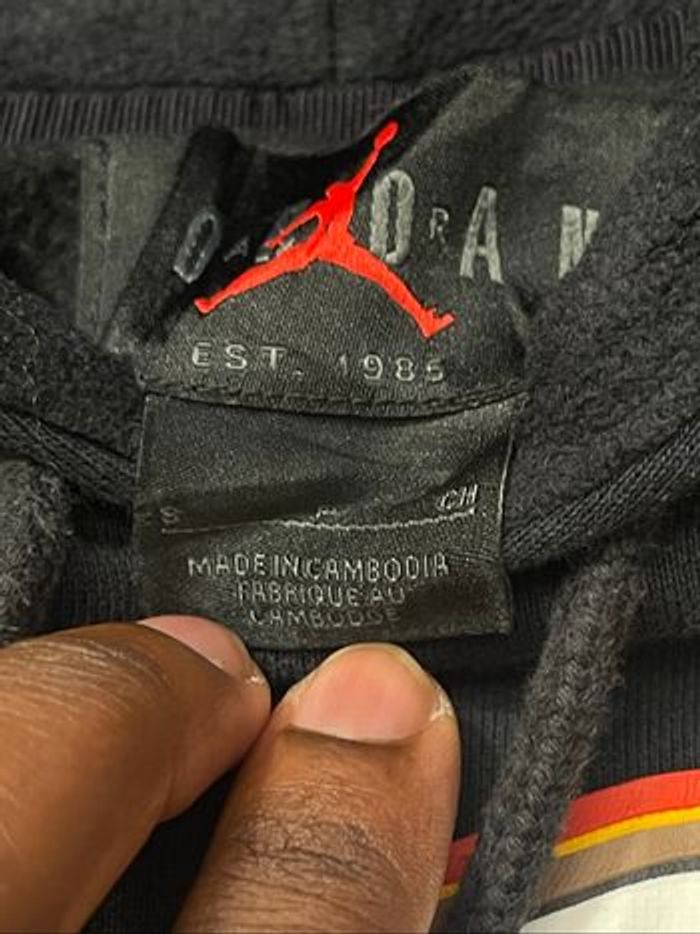 EST. 1985
S P CH
MADE IN CAMBODIA
FABRIQUE AU
CAMBODGE